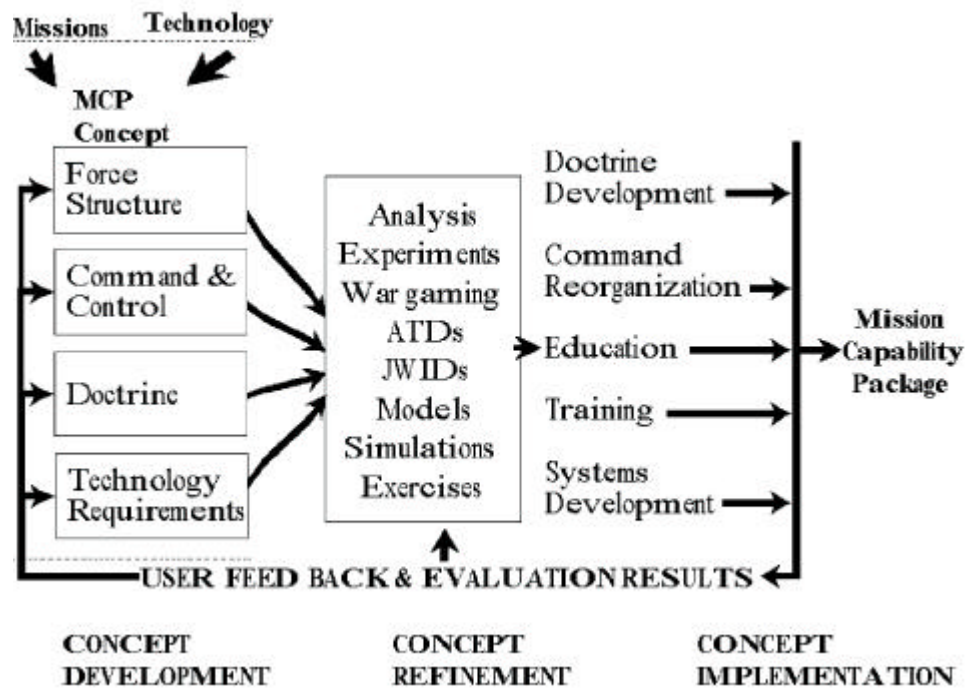 Missions
Technology
MCP
Concept
Force
Structure
Command &
Control
Doctrine
Technology
Requirements
Analysis
Experiments
War gaming
ATDs
JWIDs
Models
Simulations
Exercises
Doctrine
Development
Command
Reorganization
Education
Training
Systems
Development
Mission
Capability
Package
USER FEED BACK & EVALUATION RESULTS
CONCEPT
DEVELOPMENT
CONCEPT
REFINEMENT
CONCEPT
IMPLEMENTATION